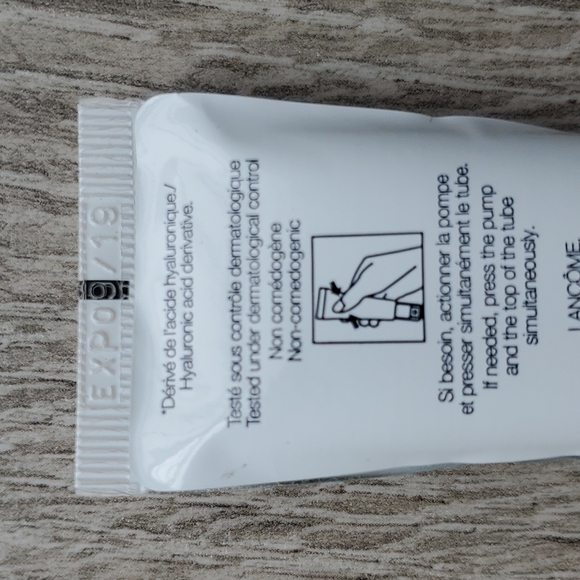 EXP09/19
*Dérivé de l'acide hyaluronique./
Hyaluronic acid derivative.
Testé sous contrôle dermatologique
Tested under dermatological control
Non comédogène
Non-comedogenic
Si besoin, actionner la pompe
et presser simultanément le tube.
If needed, press the pump
and the top of the tube
simultaneously.
LANCÔME,